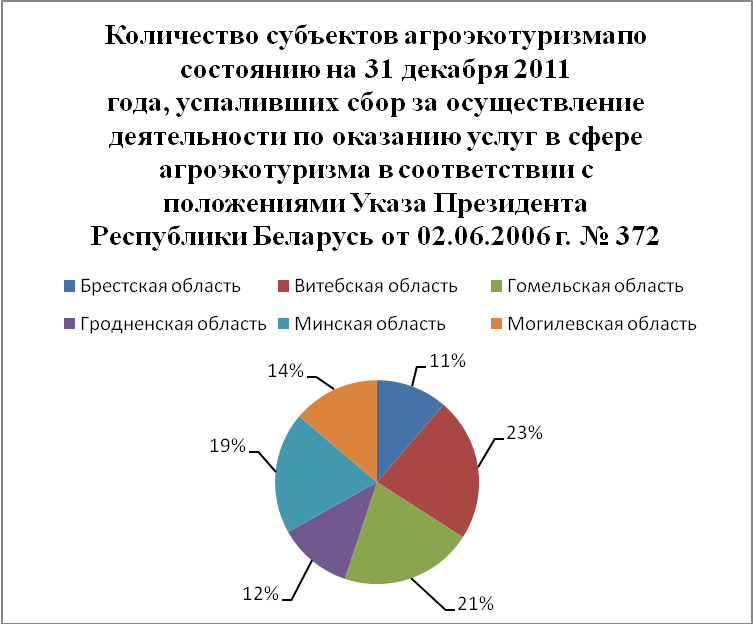 Количество субъектов агроэкотуризмапо
состоянию на 31 декабря 2011
года, успаливших сбор за осуществление
деятельности по оказанию услуг в сфере
агроэкотуризма в соответствии с
положениями Указа Президента
Республики Беларусь от 02.06.2006 г. № 372
Брестская область Витебская область Гомельская область
Гродненская область Минская область Могилевская область
14% 11%
23%
19%
12% 21%